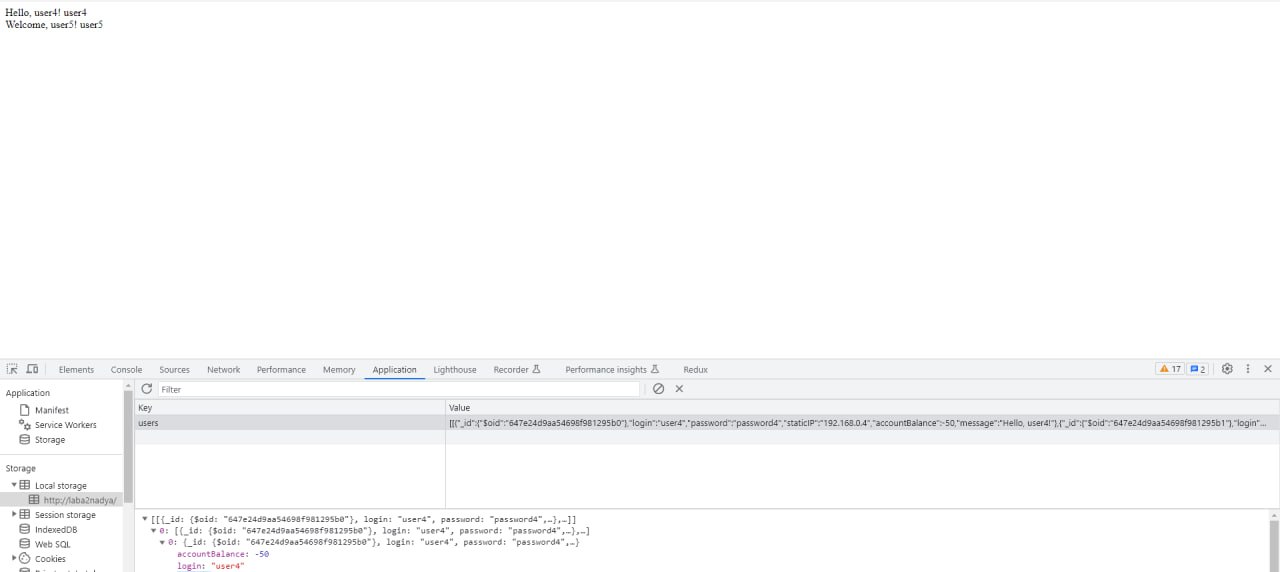 Hello, user4! user4
Welcome, user5! user5
Elements Console Sources Network Performance Memory Application Lighthouse Recorder Performance insights Redux 17 2
Application
Manifest
Service Workers
Storage
Storage
Local storage
http://laba2nadya/
Session storage
IndexedDB
Web SQL
Cookies
Filter
Key Value
users [[{"_id":{"$oid":"647e24d9aa54698f981295b0"},"login":"user4","password":"password4","staticIP":"192.168.0.4","accountBalance":-50,"message":"Hello, user4!"},{"_id":{"$oid":"647e24d9aa54698f981295b1"},"login"...
[[{_id: {$oid: "647e24d9aa54698f981295b0"}, login: "user4", password: "password4",…},…]]
0: [{_id: {$oid: "647e24d9aa54698f981295b0"}, login: "user4", password: "password4",…},…]
0: {_id: {$oid: "647e24d9aa54698f981295b0"}, login: "user4", password: "password4",…}
accountBalance: -50
login: "user4"